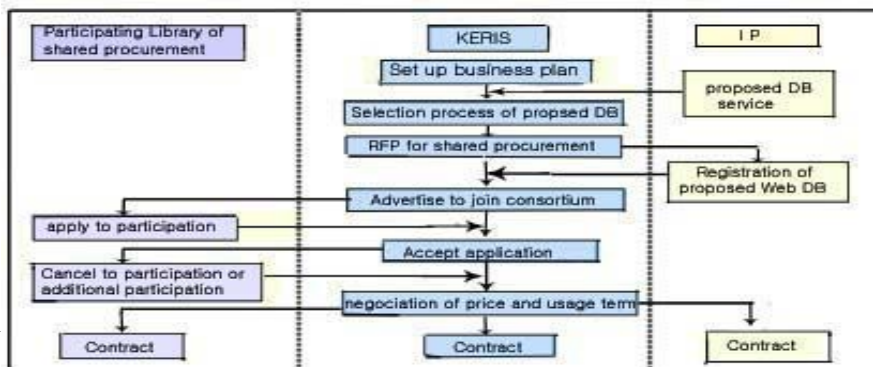 Participating Library of
shared procurement
KERIS
I P
Set up business plan
proposed DB
service
Selection process of propsed DB
RFP for shared procurement
Registration of
proposed Web DB
Advertise to join consortium
apply to participation
Accept application
Cancel to participation or
additional participation
negociation of price and usage term
Contract
Contract
Contract